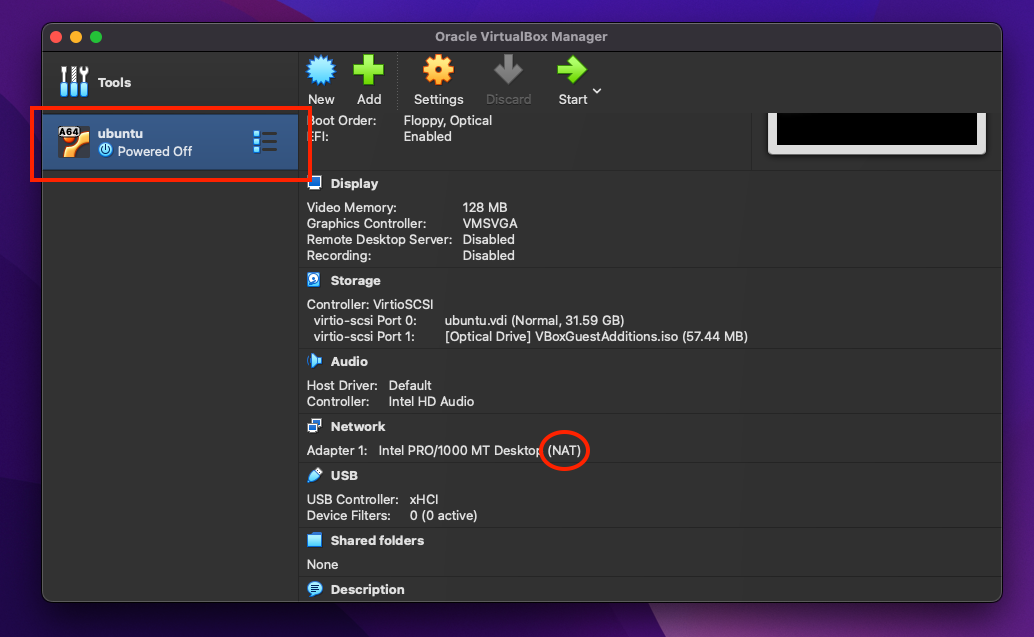 Oracle VirtualBox Manager
Tools
New Add Settings Discard Start
A64
ubuntu
Powered Off
Boot Order: Floppy, Optical
EFI: Enabled
Display
Video Memory: 128 MB
Graphics Controller: VMSVGA
Remote Desktop Server: Disabled
Recording: Disabled
Storage
Controller: VirtioSCSI
virtio-scsi Port 0: ubuntu.vdi (Normal, 31.59 GB)
virtio-scsi Port 1: [Optical Drive] VBoxGuestAdditions.iso (57.44 MB)
Audio
Host Driver: Default
Controller: Intel HD Audio
Network
Adapter 1: Intel PRO/1000 MT Desktop (NAT)
USB
USB Controller: xHCI
Device Filters: 0 (0 active)
Shared folders
None
Description